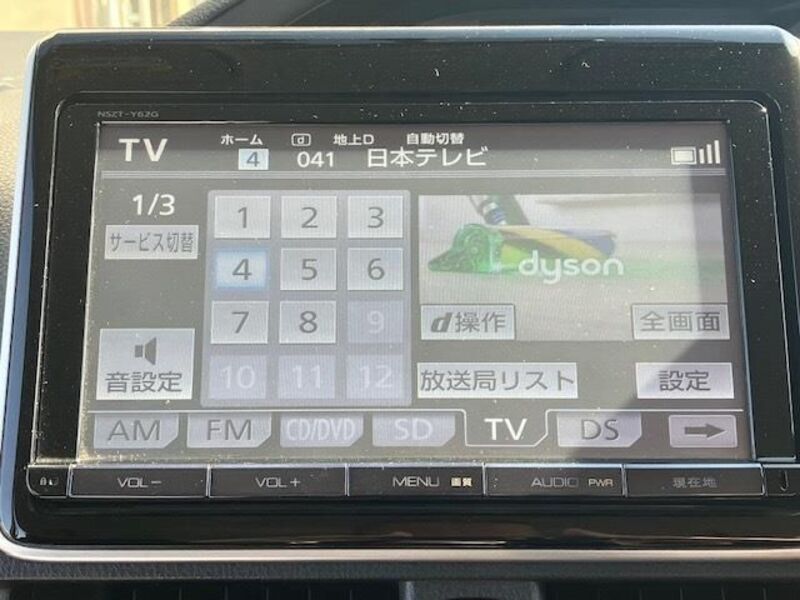 NSZT-Y62G
TV ホーム d 地上D 自動切替
4 041 日本テレビ
1/3
サービス切替
1 2 3
4 5 6
7 8 9
10 11 12
dyson
d操作 全画面
音設定
放送局リスト 設定
AM FM CD/DVD SD TV DS
VOL− VOL+ MENU 画質 AUDIO PWR 現在地